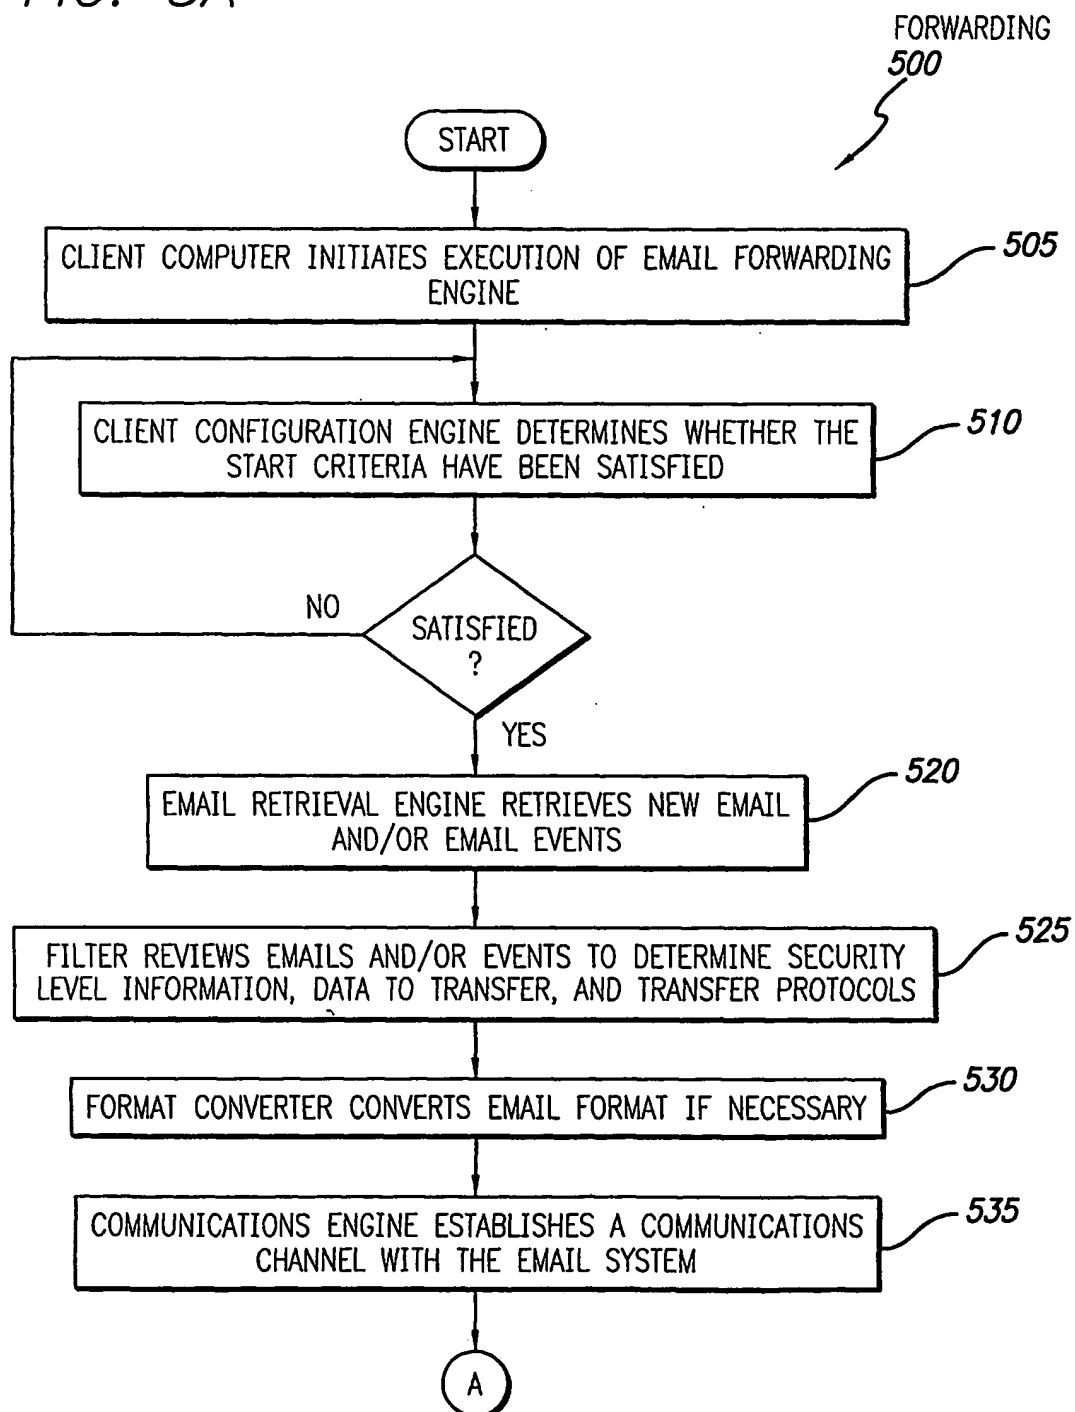 FORWARDING
500
START
CLIENT COMPUTER INITIATES EXECUTION OF EMAIL FORWARDING
ENGINE
505
CLIENT CONFIGURATION ENGINE DETERMINES WHETHER THE
START CRITERIA HAVE BEEN SATISFIED
510
NO
SATISFIED
?
YES
EMAIL RETRIEVAL ENGINE RETRIEVES NEW EMAIL
AND/OR EMAIL EVENTS
520
FILTER REVIEWS EMAILS AND/OR EVENTS TO DETERMINE SECURITY
LEVEL INFORMATION, DATA TO TRANSFER, AND TRANSFER PROTOCOLS
525
FORMAT CONVERTER CONVERTS EMAIL FORMAT IF NECESSARY
530
COMMUNICATIONS ENGINE ESTABLISHES A COMMUNICATIONS
CHANNEL WITH THE EMAIL SYSTEM
535
A